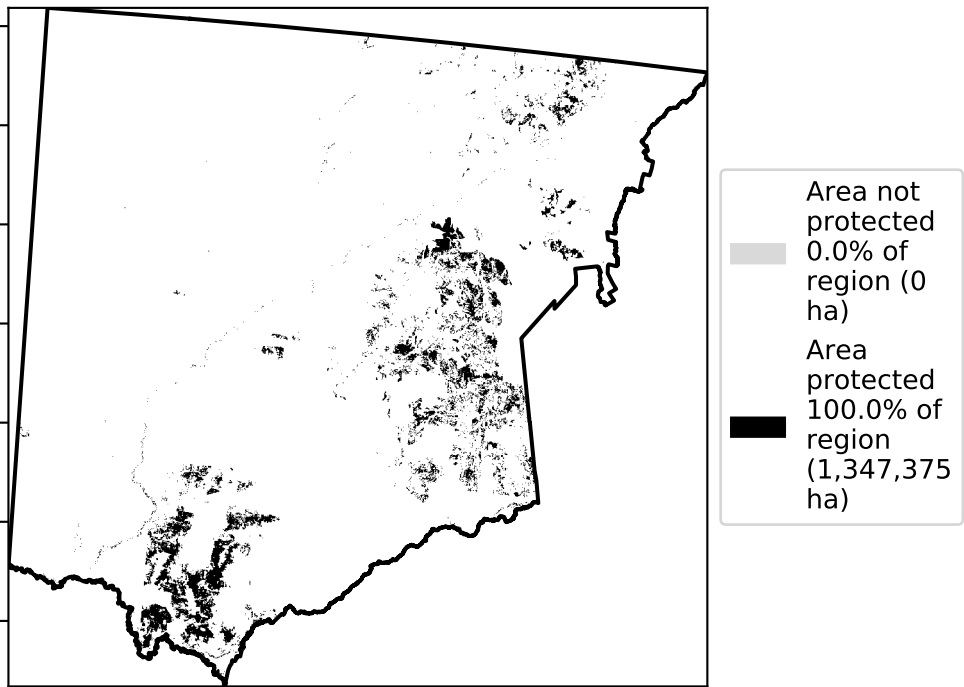 Area not
protected
0.0% of
region (0
ha)
Area
protected
100.0% of
region
(1,347,375
ha)